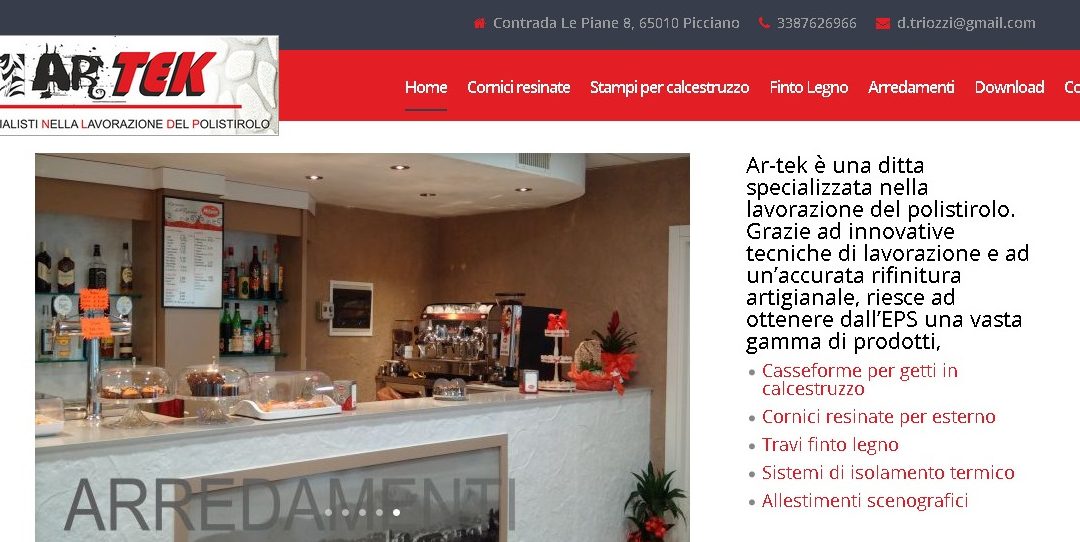 Contrada Le Piane 8, 65010 Picciano 3387626966 d.triozzi@gmail.com
AR TEK
IALISTI NELLA LAVORAZIONE DEL POLISTIROLO
Home Cornici resinate Stampi per calcestruzzo Finto Legno Arredamenti Download Co
Ar-tek è una ditta
specializzata nella
lavorazione del polistirolo.
Grazie ad innovative
tecniche di lavorazione e ad
un’accurata rifinitura
artigianale, riesce ad
ottenere dall’EPS una vasta
gamma di prodotti,
Casseforme per getti in
calcestruzzo
Cornici resinate per esterno
Travi finto legno
Sistemi di isolamento termico
Allestimenti scenografici
ARREDAMENTI